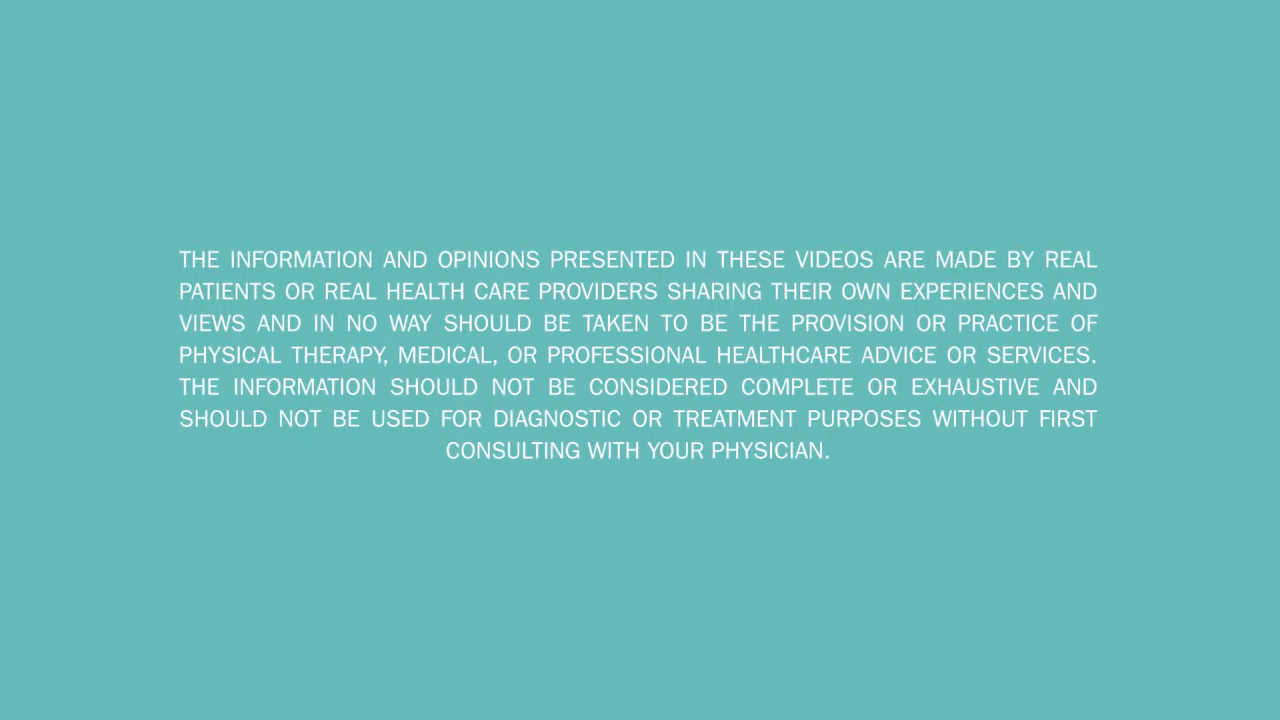 THE INFORMATION AND OPINIONS PRESENTED IN THESE VIDEOS ARE MADE BY REAL
PATIENTS OR REAL HEALTH CARE PROVIDERS SHARING THEIR OWN EXPERIENCES AND
VIEWS AND IN NO WAY SHOULD BE TAKEN TO BE THE PROVISION OR PRACTICE OF
PHYSICAL THERAPY, MEDICAL, OR PROFESSIONAL HEALTHCARE ADVICE OR SERVICES.
THE INFORMATION SHOULD NOT BE CONSIDERED COMPLETE OR EXHAUSTIVE AND
SHOULD NOT BE USED FOR DIAGNOSTIC OR TREATMENT PURPOSES WITHOUT FIRST
CONSULTING WITH YOUR PHYSICIAN.